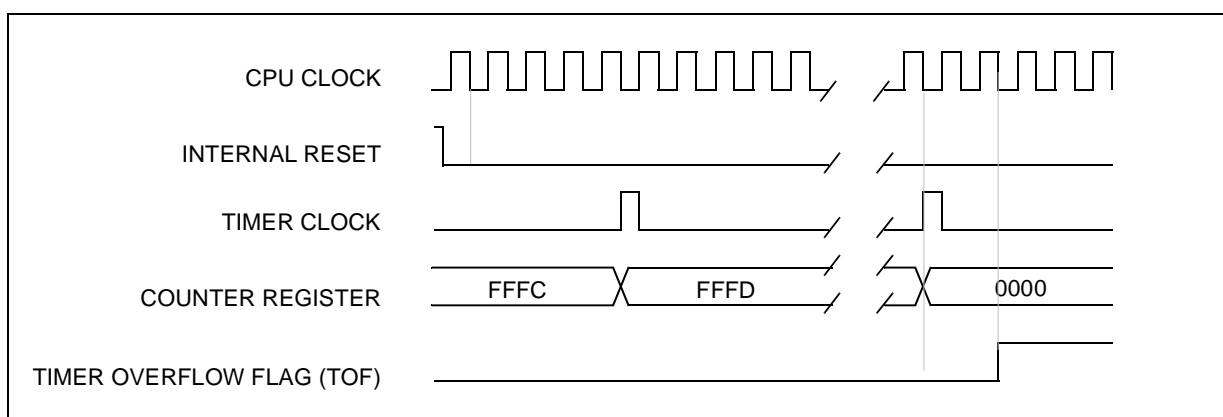 CPU CLOCK
INTERNAL RESET
TIMER CLOCK
COUNTER REGISTER FFFC FFFD 0000
TIMER OVERFLOW FLAG (TOF)